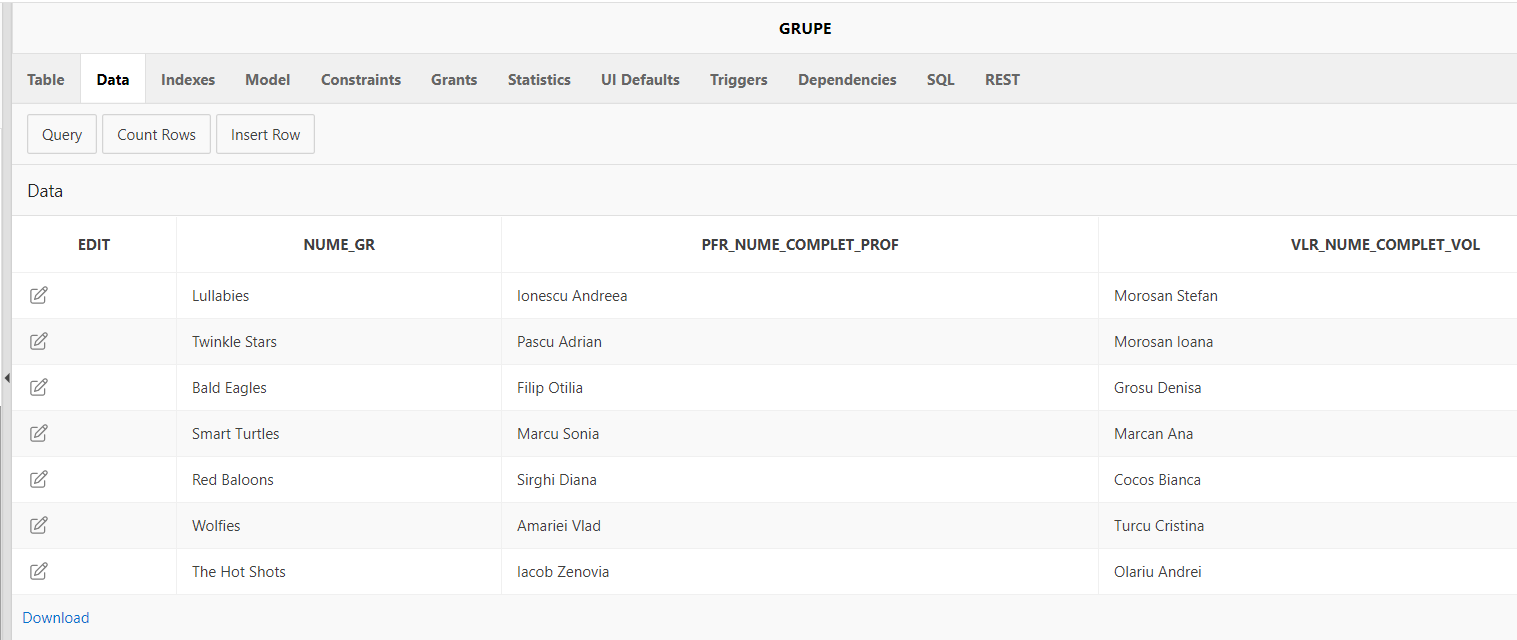 GRUPE
Table Data Indexes Model Constraints Grants Statistics UI Defaults Triggers Dependencies SQL REST
Query Count Rows Insert Row
Data
EDIT NUME_GR PFR_NUME_COMPLET_PROF VLR_NUME_COMPLET_VOL
Lullabies Ionescu Andreea Morosan Stefan
Twinkle Stars Pascu Adrian Morosan Ioana
Bald Eagles Filip Otilia Grosu Denisa
Smart Turtles Marcu Sonia Marcan Ana
Red Baloons Sirghi Diana Cocos Bianca
Wolfies Amariei Vlad Turcu Cristina
The Hot Shots Iacob Zenovia Olariu Andrei
Download